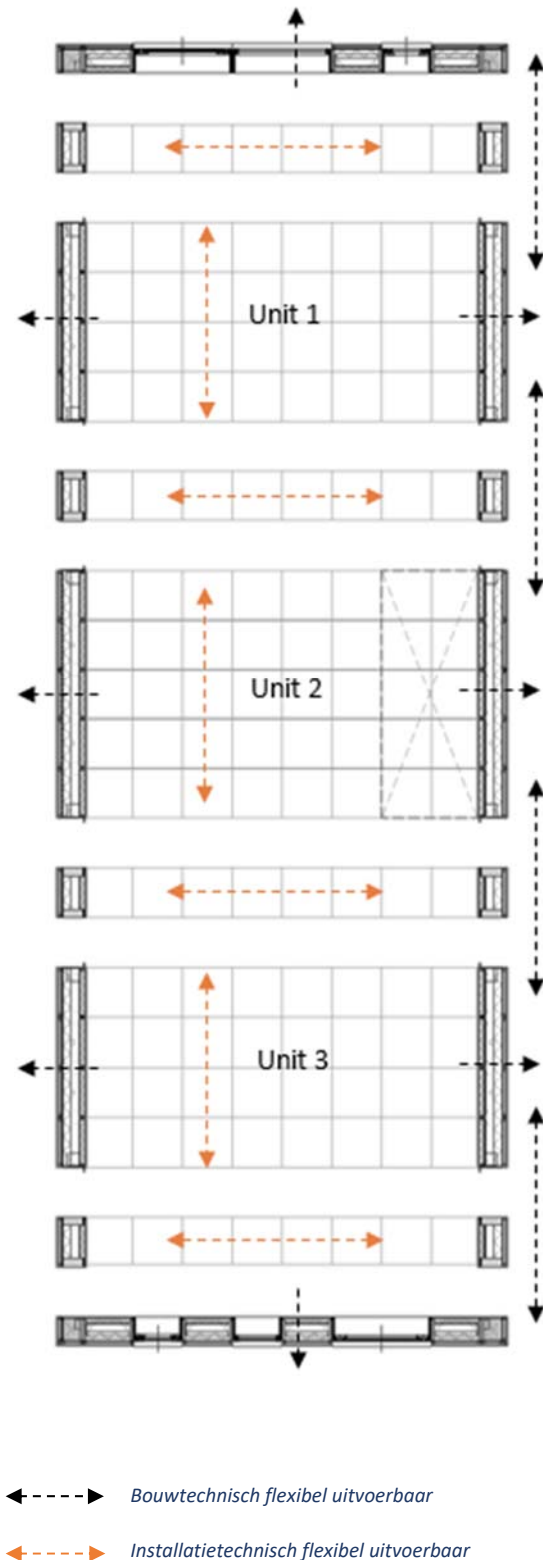 Unit 1
Unit 2
Unit 3
Bouwtechnisch flexibel uitvoerbaar
Installatietechnisch flexibel uitvoerbaar